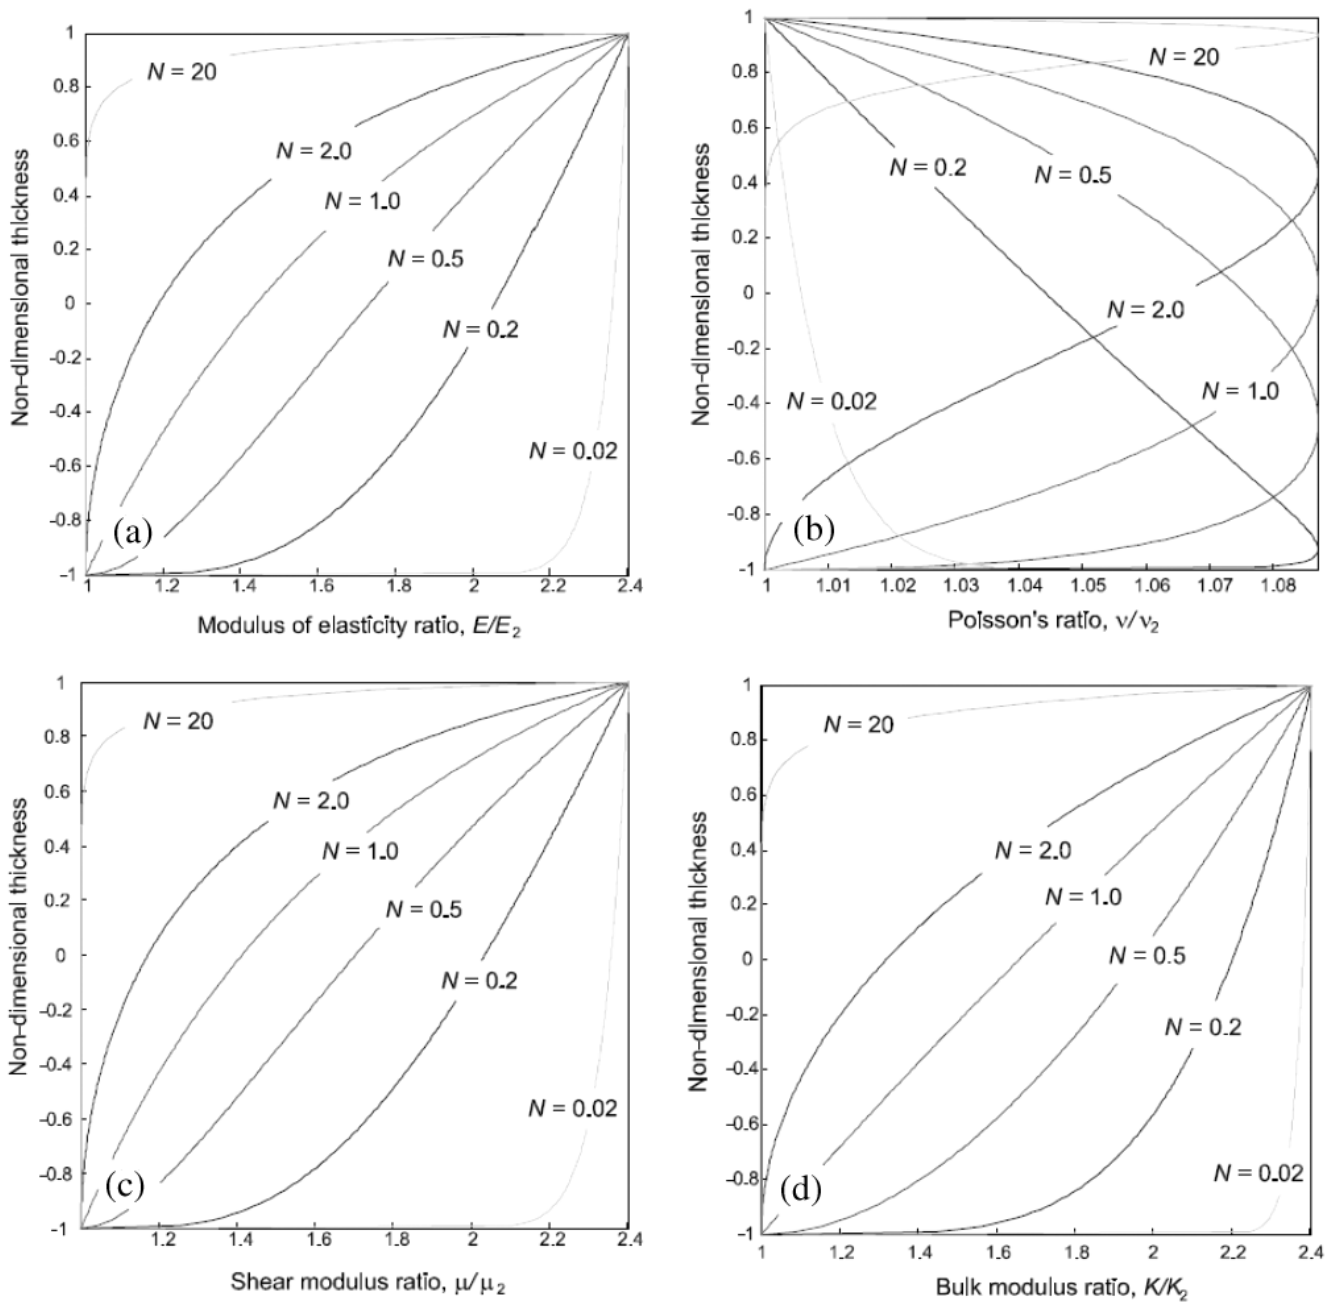 1
0.8
0.6
0.4
0.2
0
–0.2
–0.4
–0.6
–0.8
–1
Non-dimensional thickness
N = 20
N = 2.0
N = 1.0
N = 0.5
N = 0.2
N = 0.02
(a)
1 1.2 1.4 1.6 1.8 2 2.2 2.4
Modulus of elasticity ratio, E/E₂
1
0.8
0.6
0.4
0.2
0
–0.2
–0.4
–0.6
–0.8
–1
Non-dimensional thickness
N = 20
N = 0.2
N = 0.5
N = 2.0
N = 1.0
N = 0.02
(b)
1 1.01 1.02 1.03 1.04 1.05 1.06 1.07 1.08
Poisson's ratio, ν/ν₂
1
0.8
0.6
0.4
0.2
0
–0.2
–0.4
–0.6
–0.8
–1
Non-dimensional thickness
N = 20
N = 2.0
N = 1.0
N = 0.5
N = 0.2
N = 0.02
(c)
1 1.4 1.6 1.8 2 2.2 2.4
Shear modulus ratio, μ/μ₂
1
0.8
0.6
0.4
0.2
0
–0.2
–0.4
–0.6
–0.8
–1
Non-dimensional thickness
N = 20
N = 2.0
N = 1.0
N = 0.5
N = 0.2
N = 0.02
(d)
1 1.2 1.4 1.6 1.8 2 2.2 2.4
Bulk modulus ratio, K/K₂